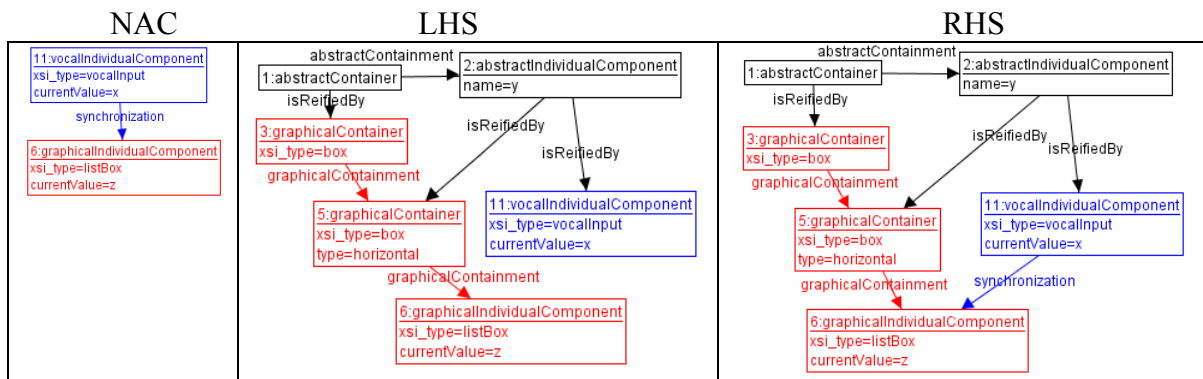 NAC
LHS
RHS
11:vocalIndividualComponent
xsi_type=vocalInput
currentValue=x
synchronization
6:graphicalIndividualComponent
xsi_type=listBox
currentValue=z
abstractContainment
1:abstractContainer
2:abstractIndividualComponent
name=y
isReifiedBy
3:graphicalContainer
xsi_type=box
isReifiedBy
isReifiedBy
graphicalContainment
5:graphicalContainer
xsi_type=box
type=horizontal
11:vocalIndividualComponent
xsi_type=vocalInput
currentValue=x
graphicalContainment
6:graphicalIndividualComponent
xsi_type=listBox
currentValue=z
abstractContainment
1:abstractContainer
2:abstractIndividualComponent
name=y
isReifiedBy
3:graphicalContainer
xsi_type=box
isReifiedBy
isReifiedBy
graphicalContainment
5:graphicalContainer
xsi_type=box
type=horizontal
11:vocalIndividualComponent
xsi_type=vocalInput
currentValue=x
graphicalContainment
synchronization
6:graphicalIndividualComponent
xsi_type=listBox
currentValue=z